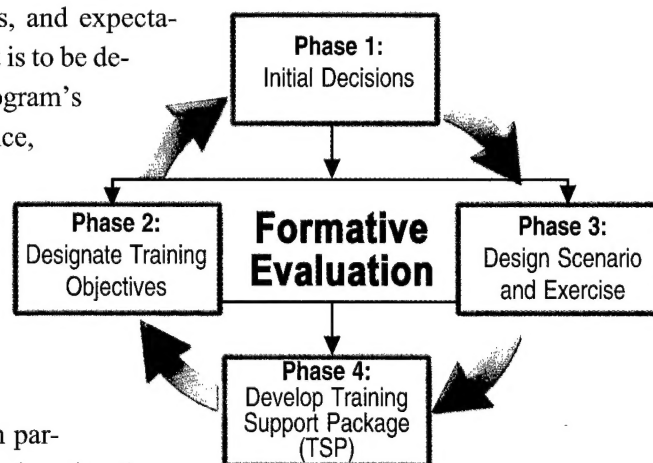 s, and expecta-
is to be de-
ogram's
ce,
Phase 1:
Initial Decisions
Phase 2:
Designate Training
Objectives
Formative
Evaluation
Phase 3:
Design Scenario
and Exercise
Phase 4:
Develop Training
Support Package
(TSP)
par-